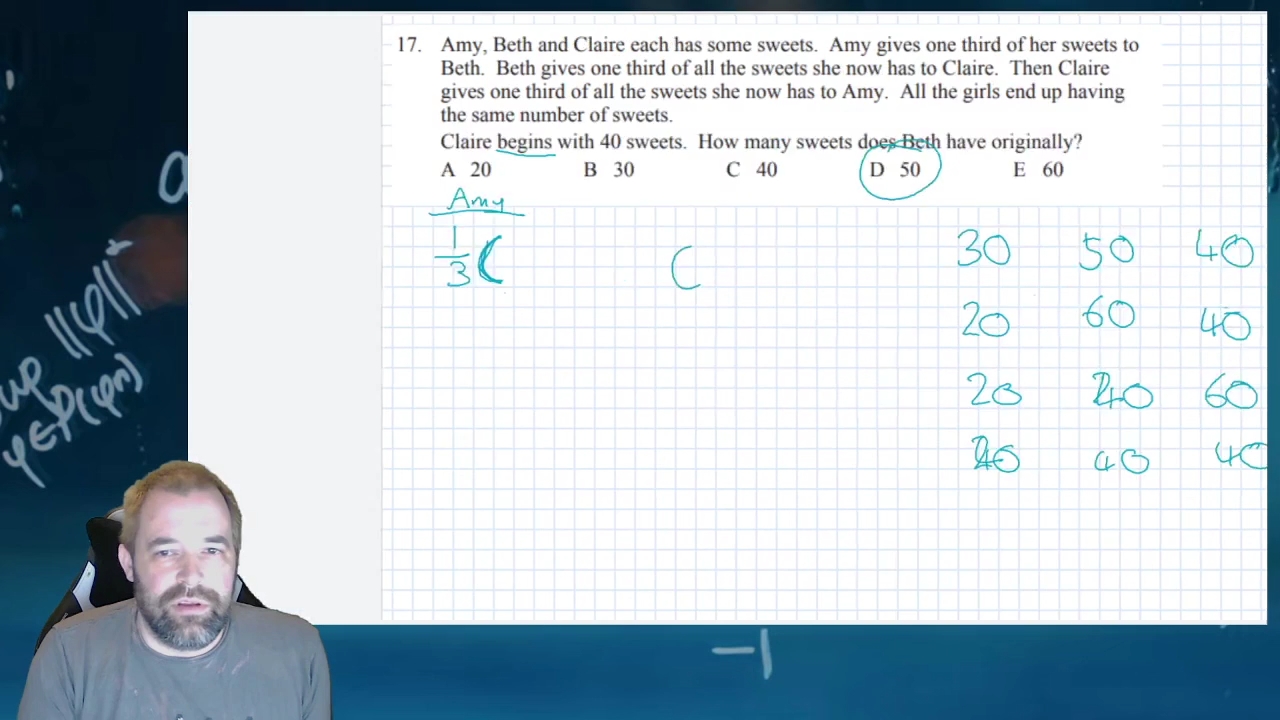 17. Amy, Beth and Claire each has some sweets. Amy gives one third of her sweets to
Beth. Beth gives one third of all the sweets she now has to Claire. Then Claire
gives one third of all the sweets she now has to Amy. All the girls end up having
the same number of sweets.
Claire begins with 40 sweets. How many sweets does Beth have originally?
A 20 B 30 C 40 D 50 E 60
Amy
1/3 ( (
30 50 40
20 60 40
20 40 60
40 40 40
sup ||φ||
-1